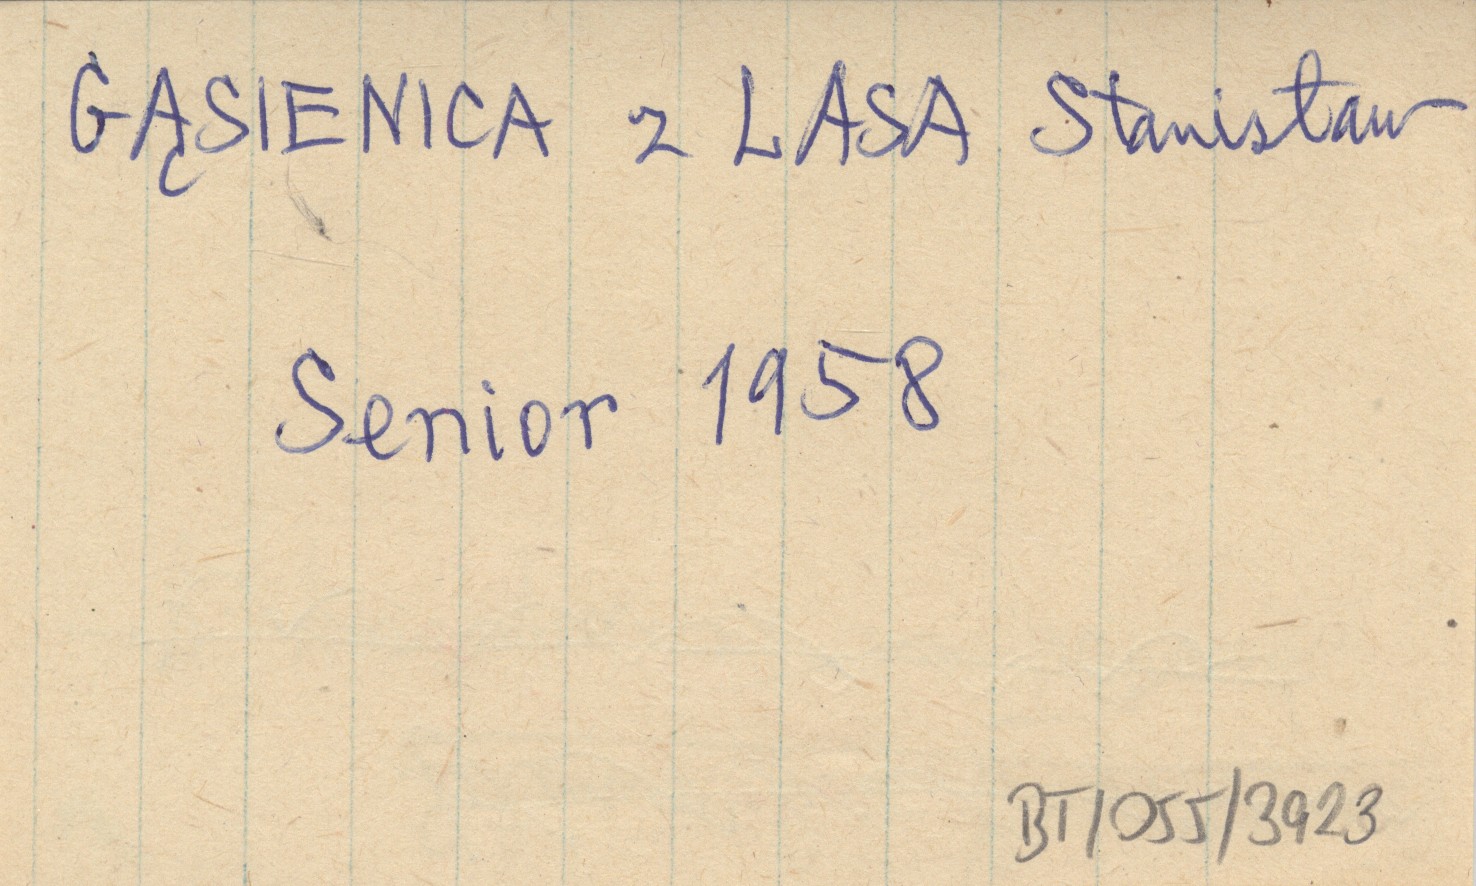 GĄSIENICA z LASA Stanisław
Senior 1958
BT/055/3923